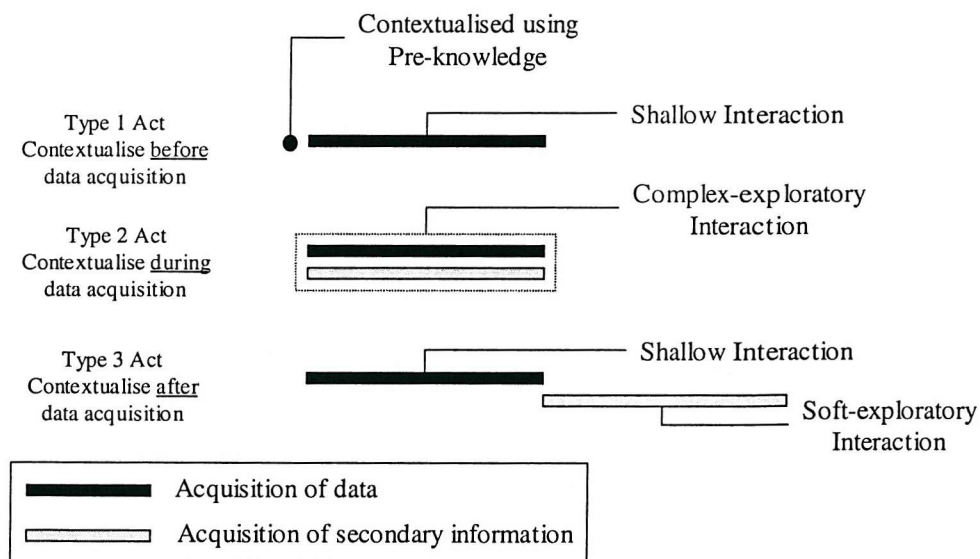 Contextualised using
Pre-knowledge
Type 1 Act
Contextualise before
data acquisition
Shallow Interaction
Type 2 Act
Contextualise during
data acquisition
Complex-exploratory
Interaction
Type 3 Act
Contextualise after
data acquisition
Shallow Interaction
Soft-exploratory
Interaction
Acquisition of data
Acquisition of secondary information